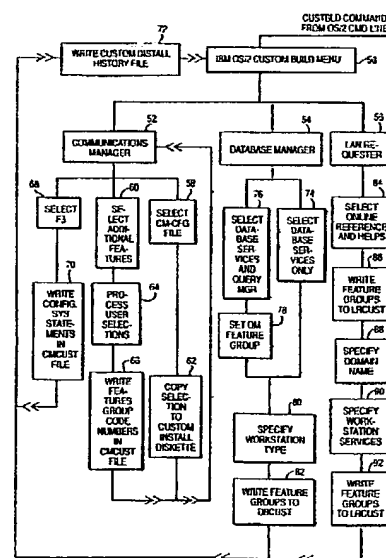 CUSTBLD COMMAND
FROM OS/2 CMD LINE
72
WRITE CUSTOM INSTALL
HISTORY FILE
IBM OS/2 CUSTOM BUILD MENU
50
52
COMMUNICATIONS
MANAGER
54
DATABASE MANAGER
56
LAN RE-
QUESTER
68
SELECT
F3
60
SE-
LECT
ADDI-
TIONAL
FEA-
TURES
58
SELECT
CM-CFG
FILE
76
SELECT
DATA-
BASE
SER-
VICES
AND
QUERY
MGR
74
SELECT
DATA-
BASE
SER-
VICES
ONLY
84
SELECT
ONLINE
REFERENCE
AND HELPS
70
WRITE
CONFIG.
SYS
STATE-
MENTS
IN
CMCUST
FILE
64
PRO-
CESS
USER
SELEC-
TIONS
78
SET QM
FEATURE
GROUP
86
WRITE
FEATURE
GROUPS
TO LRCUST
88
SPECIFY
DOMAIN
NAME
66
WRITE
FEA-
TURES
GROUP
CODE
NUMBERS
IN
CMCUST
FILE
62
COPY
SELECTION
TO
CUSTOM
INSTALL
DISKETTE
80
SPECIFY
WORKSTATION
TYPE
90
SPECIFY
WORK-
STATION
SERVICES
82
WRITE FEATURE
GROUPS TO
DBCUST
92
WRITE
FEATURE
GROUPS
TO LRCUST